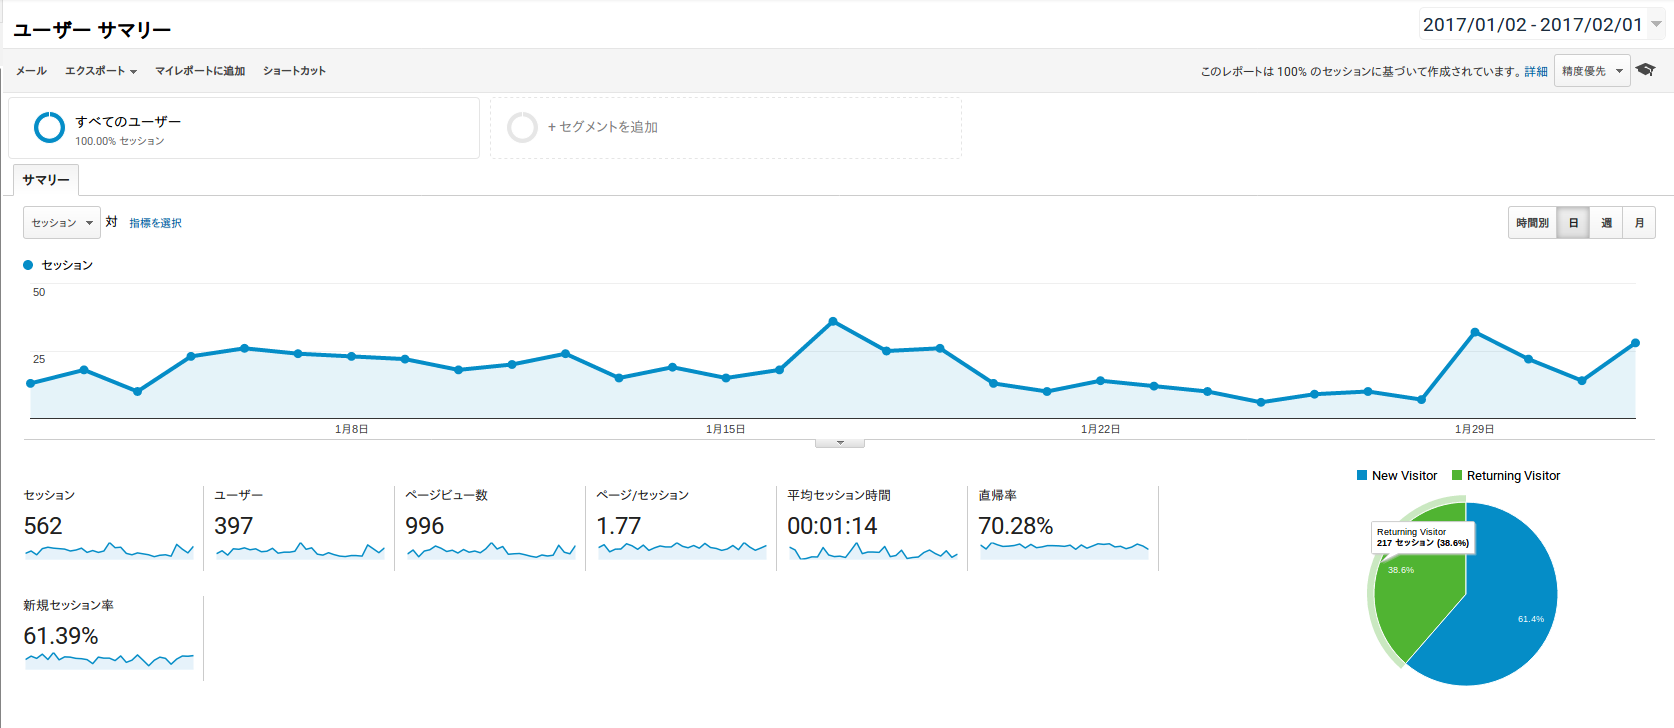 ユーザー サマリー
2017/01/02 - 2017/02/01
メール エクスポート マイレポートに追加 ショートカット
このレポートは 100% のセッションに基づいて作成されています。 詳細 精度優先
すべてのユーザー
100.00% セッション
+ セグメントを追加
サマリー
セッション 対 指標を選択
時間別 日 週 月
セッション
50
25
1月8日 1月15日 1月22日 1月29日
セッション
562
ユーザー
397
ページビュー数
996
ページ/セッション
1.77
平均セッション時間
00:01:14
直帰率
70.28%
新規セッション率
61.39%
New Visitor Returning Visitor
Returning Visitor
217 セッション (38.6%)
38.6%
61.4%